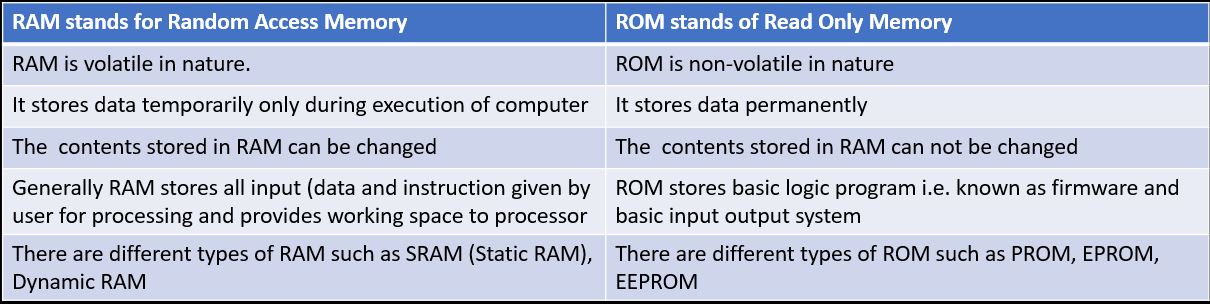 RAM stands for Random Access Memory
ROM stands of Read Only Memory
RAM is volatile in nature.
ROM is non-volatile in nature
It stores data temporarily only during execution of computer
It stores data permanently
The  contents stored in RAM can be changed
The  contents stored in RAM can not be changed
Generally RAM stores all input (data and instruction given by
user for processing and provides working space to processor
ROM stores basic logic program i.e. known as firmware and
basic input output system
There are different types of RAM such as SRAM (Static RAM),
Dynamic RAM
There are different types of ROM such as PROM, EPROM,
EEPROM